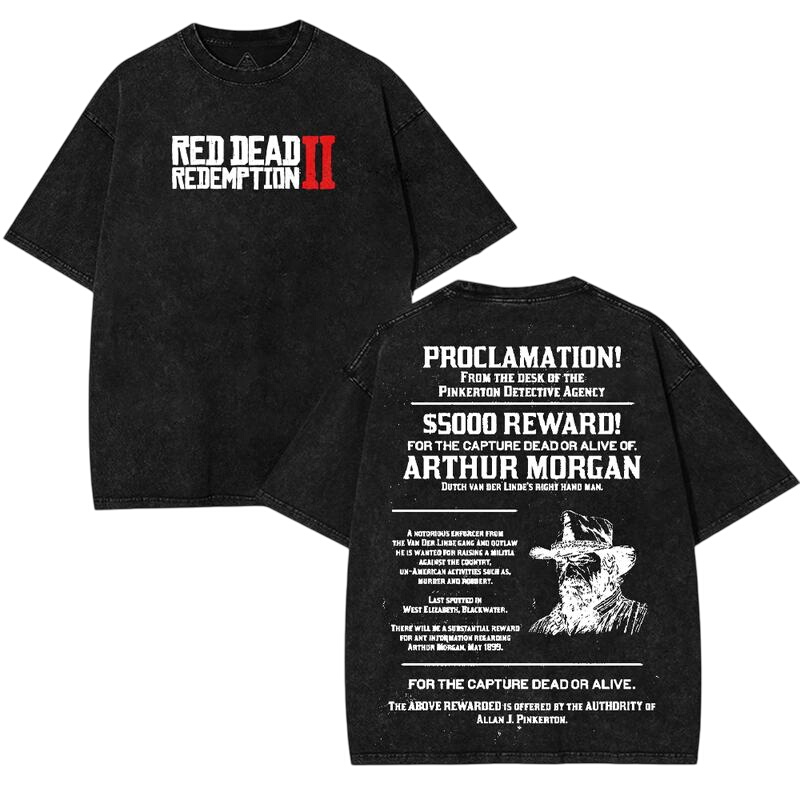 RED DEAD
REDEMPTION II
PROCLAMATION!
FROM THE DESK OF THE
PINKERTON DETECTIVE AGENCY
$5000 REWARD!
FOR THE CAPTURE DEAD OR ALIVE OF.
ARTHUR MORGAN
DUTCH VAN DER LINDE'S RIGHT HAND MAN.
A NOTORIOUS ENFORCER FROM
THE VAN DER LINDE GANG AND OUTLAW
HE IS WANTED FOR RAISING A MILITIA
AGAINST THE COUNTRY,
UN-AMERICAN ACTIVITIES SUCH AS,
MURDER AND ROBBERY.
LAST SPOTTED IN
WEST ELIZABETH, BLACKWATER.
THERE WILL BE A SUBSTANTIAL REWARD
FOR ANY INFORMATION REGARDING
ARTHUR MORGAN, MAY 1899.
FOR THE CAPTURE DEAD OR ALIVE.
THE ABOVE REWARDED IS OFFERED BY THE AUTHORITY OF
ALLAN J. PINKERTON.